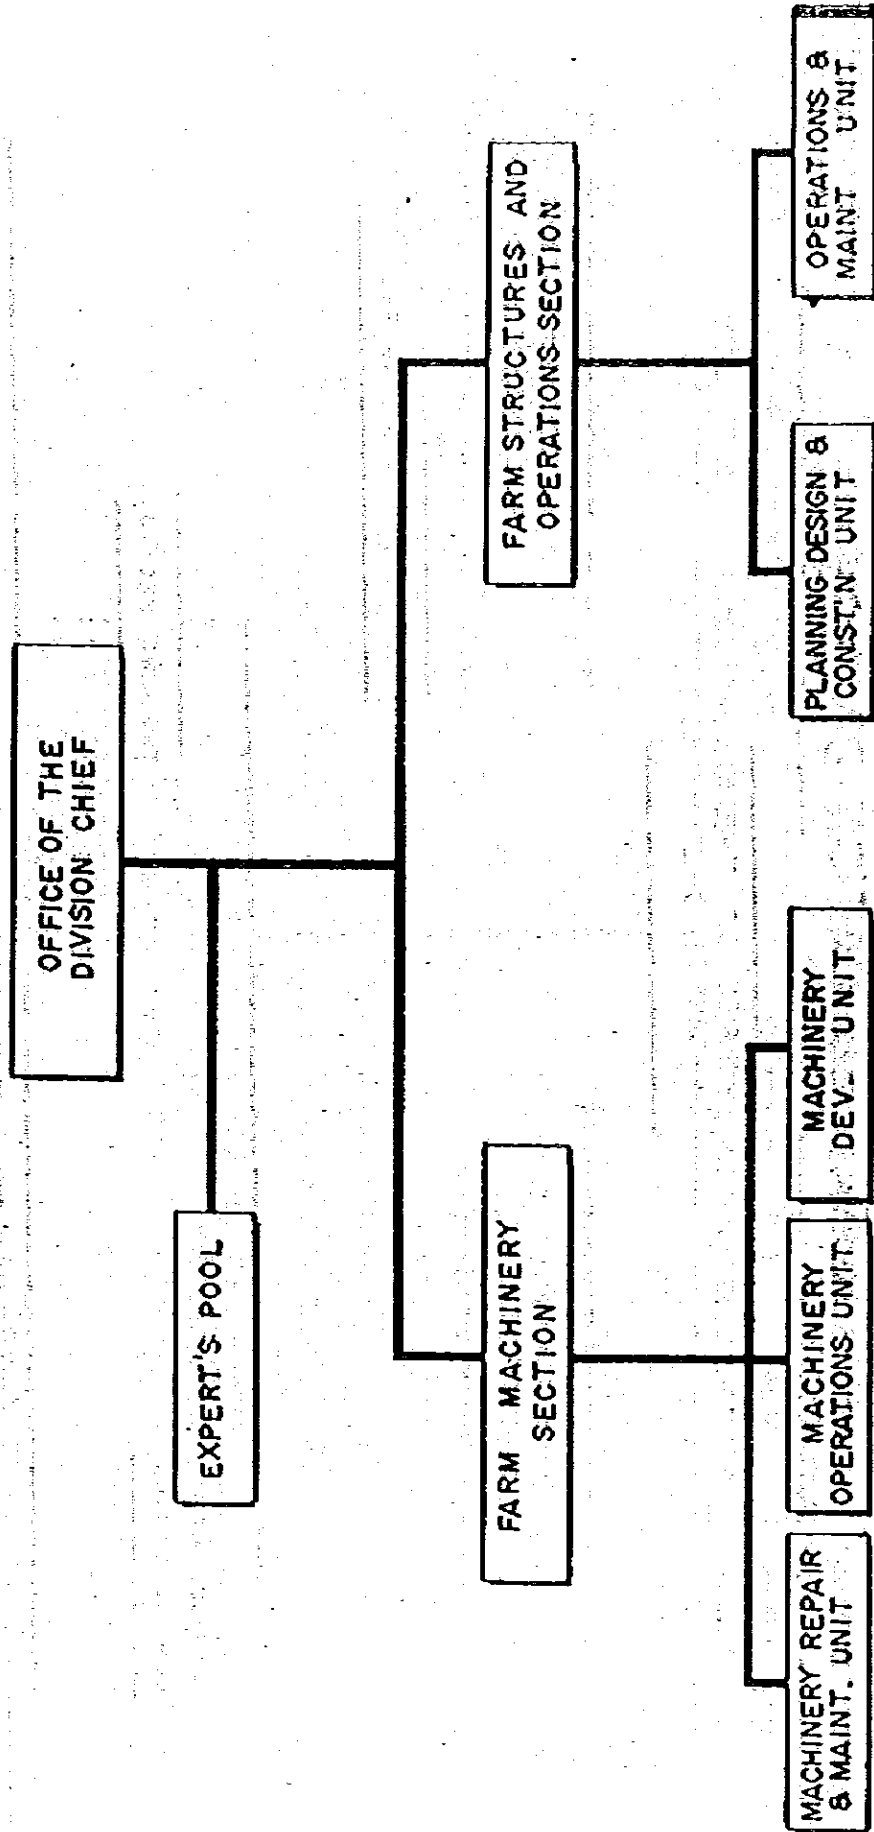 OFFICE OF THE
DIVISION CHIEF
EXPERT'S POOL
FARM MACHINERY
SECTION
FARM STRUCTURES AND
OPERATIONS SECTION
MACHINERY REPAIR
& MAINT. UNIT
MACHINERY
OPERATIONS UNIT
MACHINERY
DEV. UNIT
PLANNING DESIGN &
CONST.'N UNIT
OPERATIONS &
MAINT UNIT